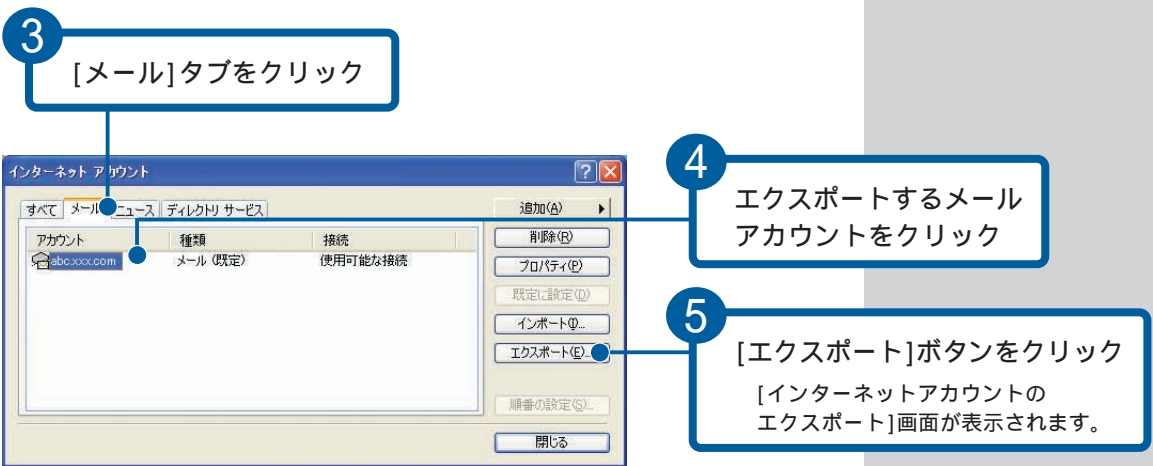 3
[メール]タブをクリック
インターネット アカウント
すべて メール ニュース ディレクトリ サービス
追加(A)
アカウント 種類 接続
abc.xxx.com メール (既定) 使用可能な接続
削除(R)
プロパティ(P)
既定に設定(D)
インポート(I)...
エクスポート(E)...
順番の設定(S)...
閉じる
4
エクスポートするメール
アカウントをクリック
5
[エクスポート]ボタンをクリック
[インターネットアカウントの
エクスポート]画面が表示されます。